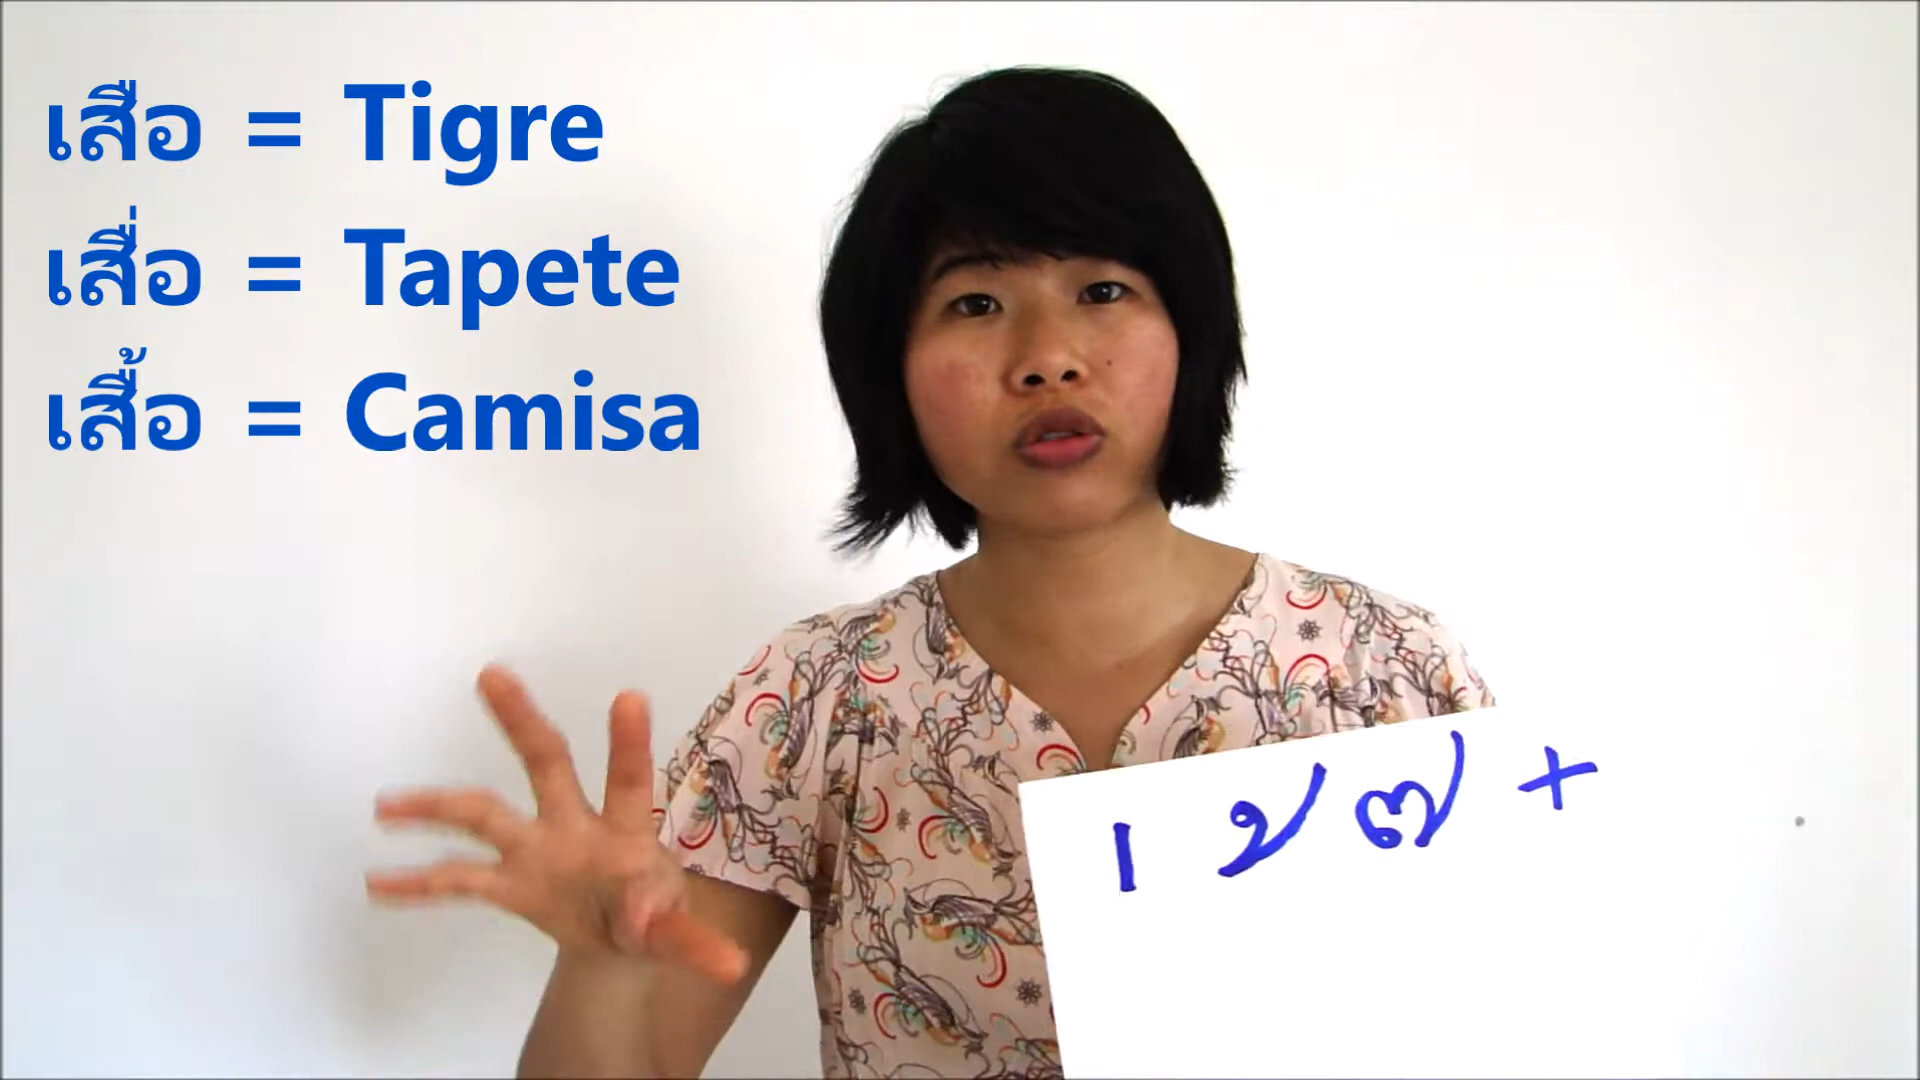 เสือ = Tigre
เสื่อ = Tapete
เสื้อ = Camisa
่ ้ ๊ ๋